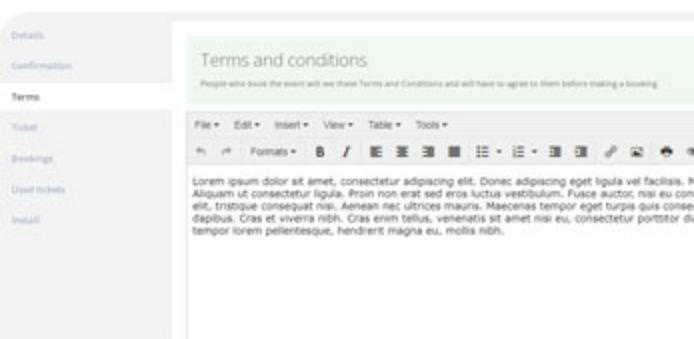 Details
Confirmation
Terms
Ticket
Bookings
Used tickets
Install
Terms and conditions
People who book the event will see these Terms and Conditions and will have to agree to them before making a booking.
File Edit Insert View Table Tools
Formats B I
Lorem ipsum dolor sit amet, consectetur adipiscing elit. Donec adipiscing eget ligula vel facilisis. M
Aliquam ut consectetur ligula. Proin non erat sed eros luctus vestibulum. Fusce auctor, nisi eu con
elit, tristique consequat nisi. Aenean nec ultrices mauris. Maecenas tempor eget turpis quis conse
dapibus. Cras et viverra nibh. Cras enim tellus, venenatis sit amet nisi eu, consectetur porttitor di
tempor lorem pellentesque, hendrerit magna eu, mollis nibh.